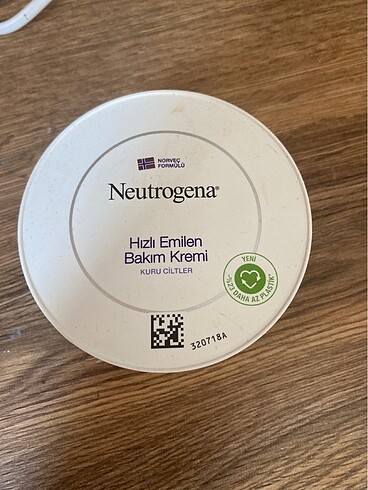 NORVEÇ
FORMÜLÜ
Neutrogena®
Hızlı Emilen
Bakım Kremi
KURU CİLTLER
YENİ
"%23 DAHA AZ PLASTİK"
320718A